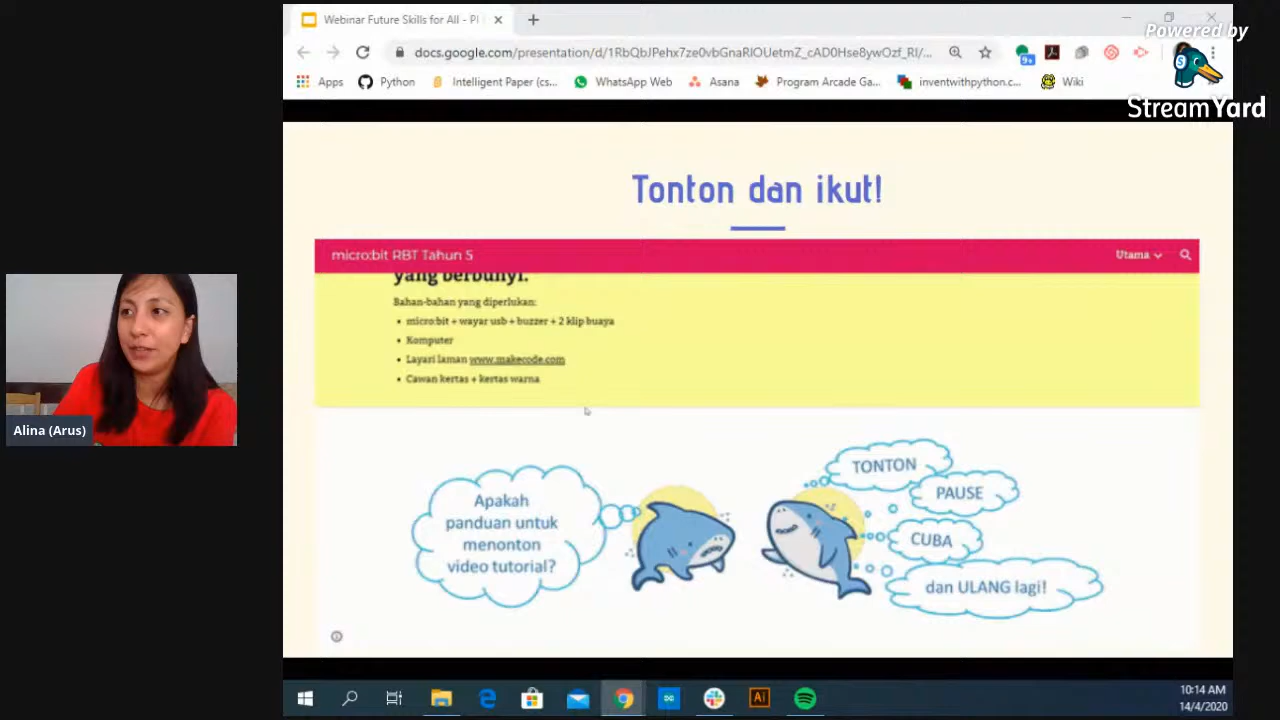 Webinar Future Skills for All - Pl
Powered by
docs.google.com/presentation/d/1RbQbJPehx7ze0vbGnaRlOUetmZ_cAD0Hse8ywOzf_RI/...
9+
Apps Python Intelligent Paper (cs... WhatsApp Web Asana Program Arcade Ga... inventwithpython.c... Wiki
StreamYard
Tonton dan ikut!
micro:bit RBT Tahun 5 Utama
yang berbunyi.
Bahan-bahan yang diperlukan:
• micro:bit + wayar usb + buzzer + 2 klip buaya
• Komputer
• Layari laman www.makecode.com
• Cawan kertas + kertas warna
Apakah
panduan untuk
menonton
video tutorial?
TONTON
PAUSE
CUBA
dan ULANG lagi!
Alina (Arus)
Ai
10:14 AM
14/4/2020